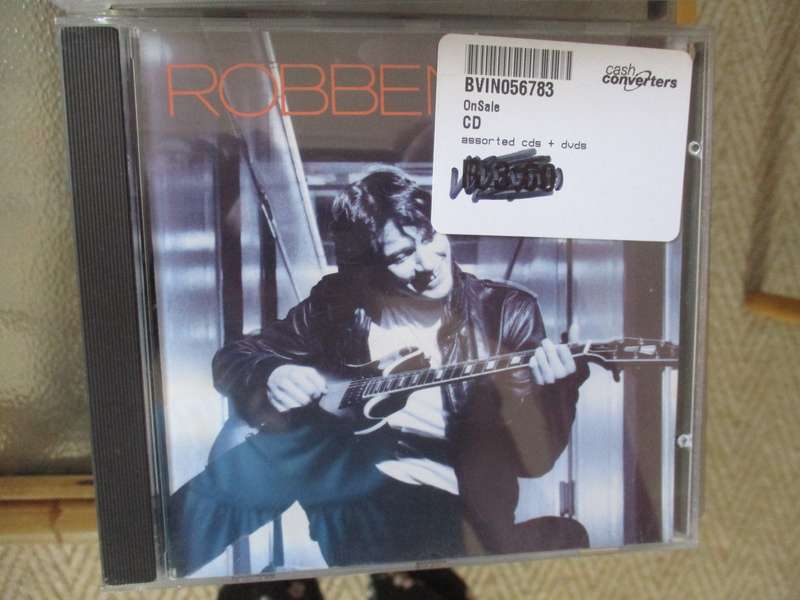 ROBBEN
cash
converters
BVIN056783
OnSale
CD
assorted cds + dvds